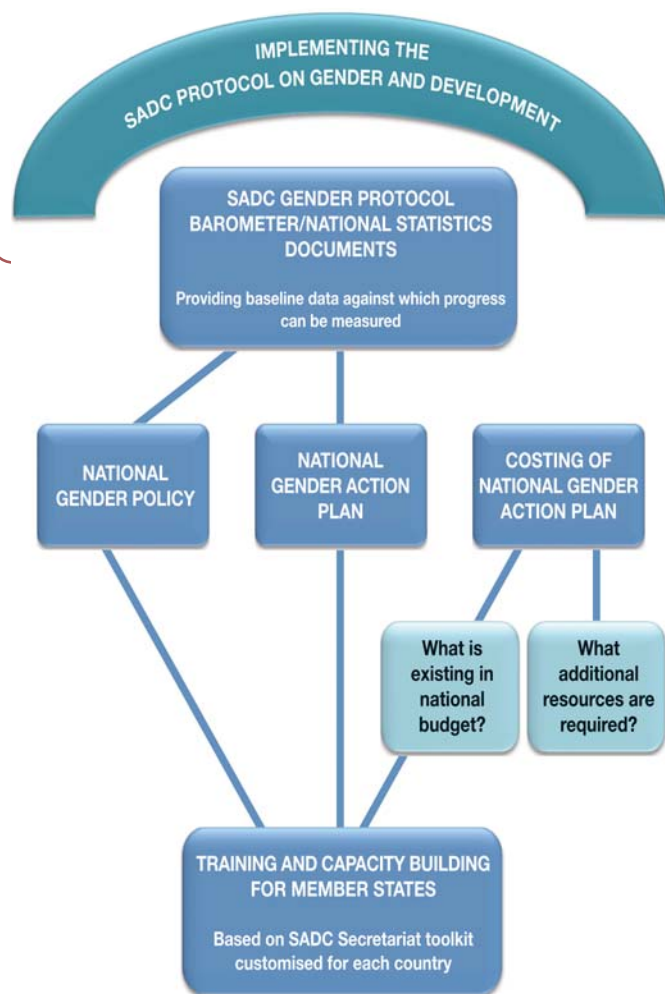 IMPLEMENTING THE
SADC PROTOCOL ON GENDER AND DEVELOPMENT
SADC GENDER PROTOCOL
BAROMETER/NATIONAL STATISTICS
DOCUMENTS
Providing baseline data against which progress
can be measured
NATIONAL
GENDER POLICY
NATIONAL
GENDER ACTION
PLAN
COSTING OF
NATIONAL GENDER
ACTION PLAN
What is
existing in
national
budget?
What
additional
resources are
required?
TRAINING AND CAPACITY BUILDING
FOR MEMBER STATES
Based on SADC Secretariat toolkit
customised for each country